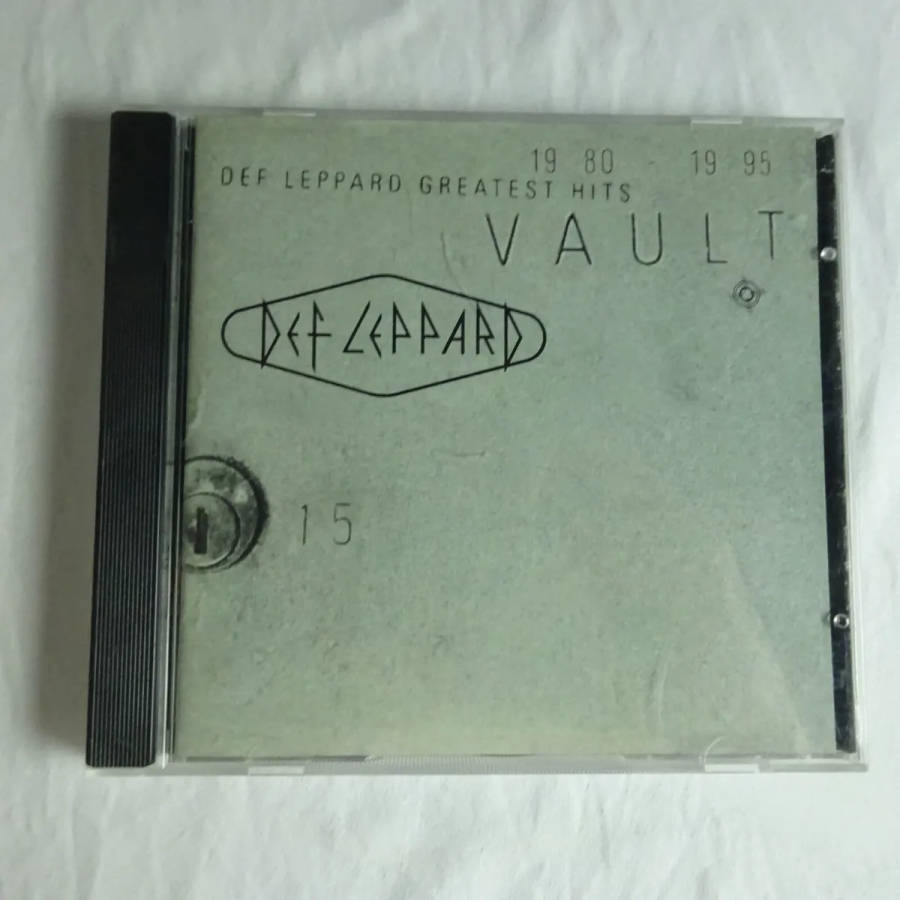 19 80 - 19 95
DEF LEPPARD GREATEST HITS
VAULT
DEF LEPPARD
15